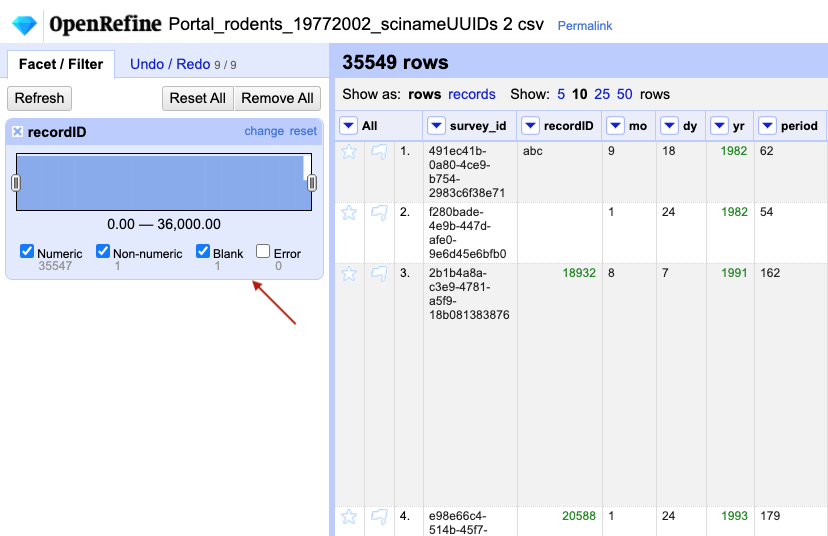 OpenRefine Portal_rodents_19772002_scinameUUIDs 2 csv Permalink
Facet / Filter Undo / Redo 9 / 9
Refresh Reset All Remove All
recordID change reset
0.00 — 36,000.00
Numeric Non-numeric Blank Error
35547 1 1 0
35549 rows
Show as: rows records Show: 5 10 25 50 rows
All survey_id recordID mo dy yr period
1. 491ec41b- abc 9 18 1982 62
0a80-4ce9-
b754-
2983c6f38e71
2. f280bade- 1 24 1982 54
4e9b-447d-
afe0-
9e6d45e6bfb0
3. 2b1b4a8a- 18932 8 7 1991 162
c3e9-4781-
a5f9-
18b081383876
4. e98e66c4- 20588 1 24 1993 179
514b-45f7-